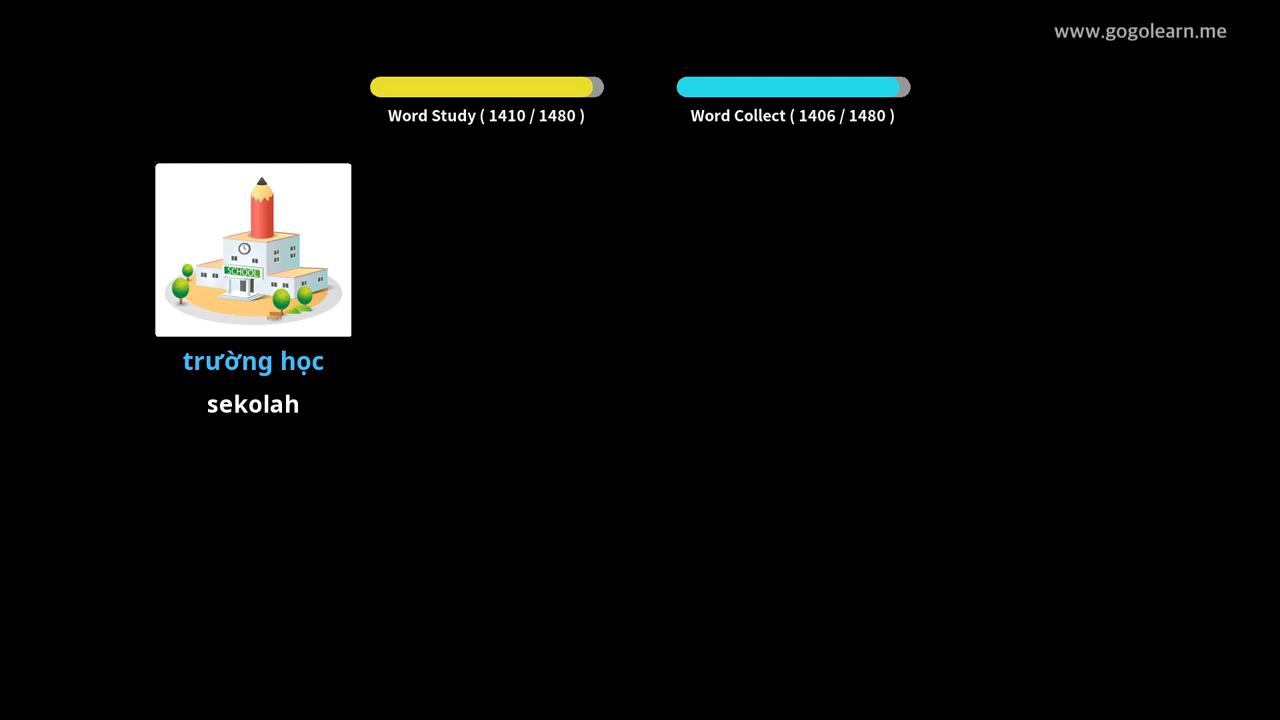 www.gogolearn.me
Word Study ( 1410 / 1480 )
Word Collect ( 1406 / 1480 )
SCHOOL
trường học
sekolah